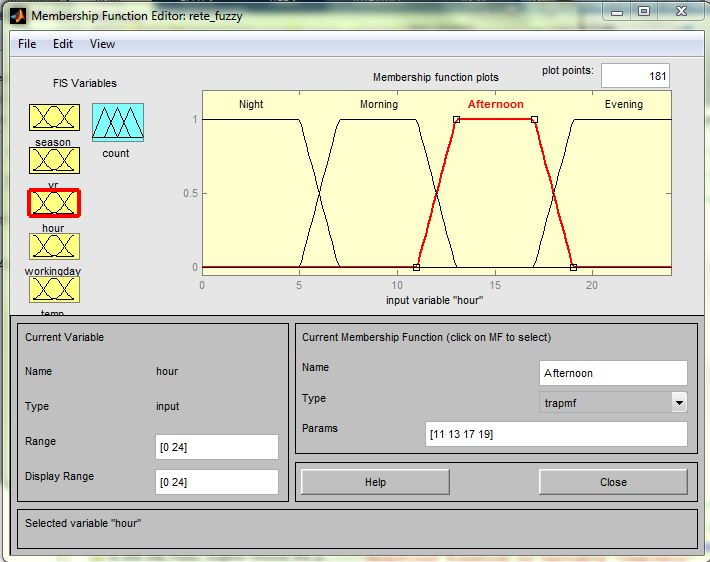 Membership Function Editor: rete_fuzzy
File Edit View
FIS Variables
season
yr
hour
workingday
temp
count
Membership function plots
plot points: 181
Night Morning Afternoon Evening
1
0.5
0
0 5 10 15 20
input variable "hour"
Current Variable
Name hour
Type input
Range [0 24]
Display Range [0 24]
Current Membership Function (click on MF to select)
Name Afternoon
Type trapmf
Params [11 13 17 19]
Help Close
Selected variable "hour"